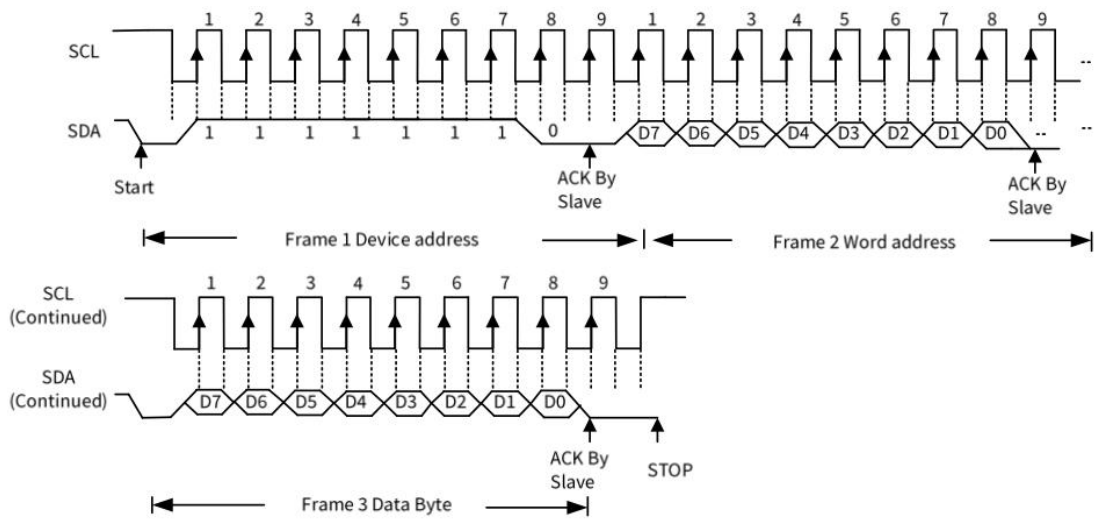 1 2 3 4 5 6 7 8 9 1 2 3 4 5 6 7 8 9
SCL
--
SDA
1 1 1 1 1 1 1 0 D7 D6 D5 D4 D3 D2 D1 D0 -- --
Start
ACK By
Slave
ACK By
Slave
Frame 1 Device address
Frame 2 Word address
1 2 3 4 5 6 7 8 9
SCL
(Continued)
SDA
(Continued)
D7 D6 D5 D4 D3 D2 D1 D0
ACK By
Slave
STOP
Frame 3 Data Byte